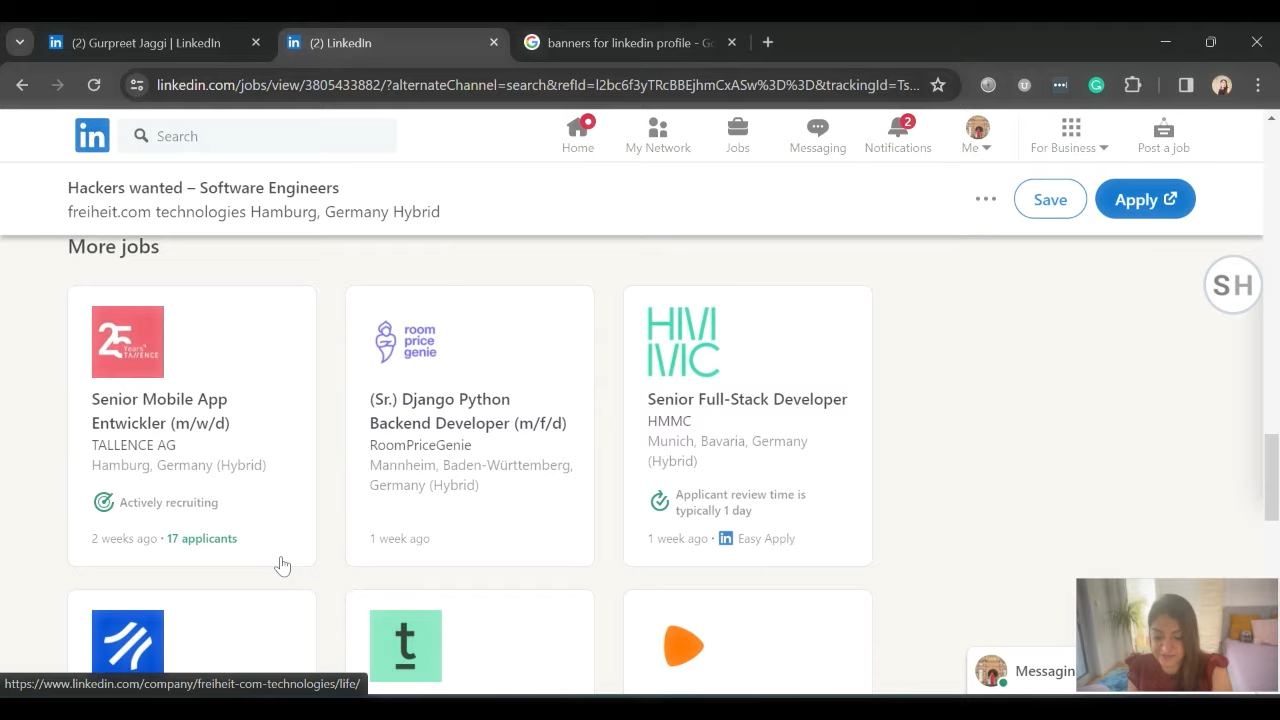 (2) Gurpreet Jaggi | LinkedIn
(2) LinkedIn
banners for linkedin profile - Go
linkedin.com/jobs/view/3805433882/?alternateChannel=search&refId=l2bc6f3yTRcBBEjhmCxASw%3D%3D&trackingId=Ts...
in
Search
Home
My Network
Jobs
Messaging
2
Notifications
Me
For Business
Post a job
Hackers wanted – Software Engineers
freiheit.com technologies Hamburg, Germany Hybrid
...
Save
Apply
More jobs
SH
25 Years TALLENCE
room
price
genie
HMMC
Senior Mobile App
Entwickler (m/w/d)
TALLENCE AG
Hamburg, Germany (Hybrid)
Actively recruiting
2 weeks ago · 17 applicants
(Sr.) Django Python
Backend Developer (m/f/d)
RoomPriceGenie
Mannheim, Baden-Württemberg,
Germany (Hybrid)
1 week ago
Senior Full-Stack Developer
HMMC
Munich, Bavaria, Germany
(Hybrid)
Applicant review time is
typically 1 day
1 week ago · in Easy Apply
t
https://www.linkedin.com/company/freiheit-com-technologies/life/
Messagin